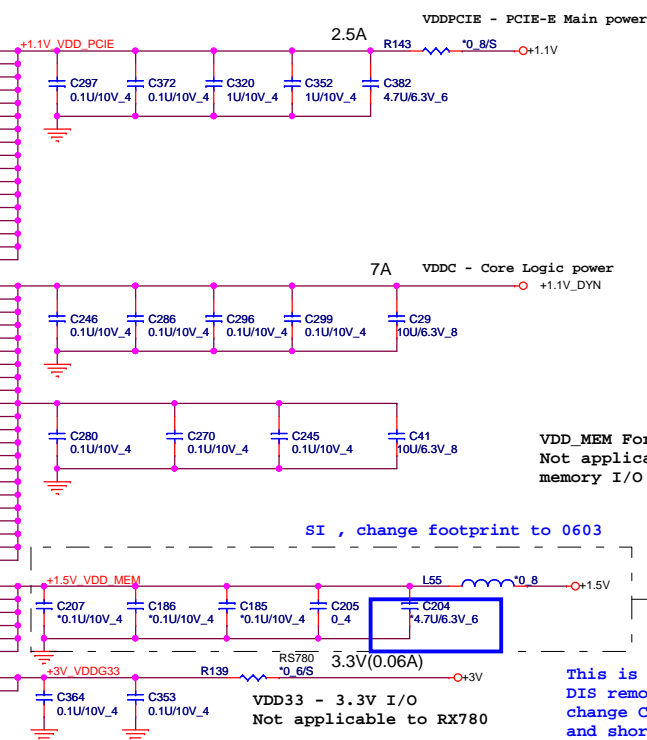 VDDPCIE - PCIE-E Main power
2.5A
+1.1V_VDD_PCIE
R143
*0_8/S
+1.1V
C297
0.1U/10V_4
C372
0.1U/10V_4
C320
1U/10V_4
C352
1U/10V_4
C382
4.7U/6.3V_6
7A
VDDC - Core Logic power
+1.1V_DYN
C246
0.1U/10V_4
C286
0.1U/10V_4
C296
0.1U/10V_4
C299
0.1U/10V_4
C29
10U/6.3V_8
C280
0.1U/10V_4
C270
0.1U/10V_4
C245
0.1U/10V_4
C41
10U/6.3V_8
VDD_MEM For
Not applica
memory I/O
SI , change footprint to 0603
+1.5V_VDD_MEM
L55
*0_8
+1.5V
C207
*0.1U/10V_4
C186
*0.1U/10V_4
C185
*0.1U/10V_4
C205
0_4
C204
*4.7U/6.3V_6
+3V_VDDG33
R139
RS780
*0_6/S
3.3V(0.06A)
+3V
C364
0.1U/10V_4
C353
0.1U/10V_4
VDD33 - 3.3V I/O
Not applicable to RX780
This is
DIS remo
change C
and shor